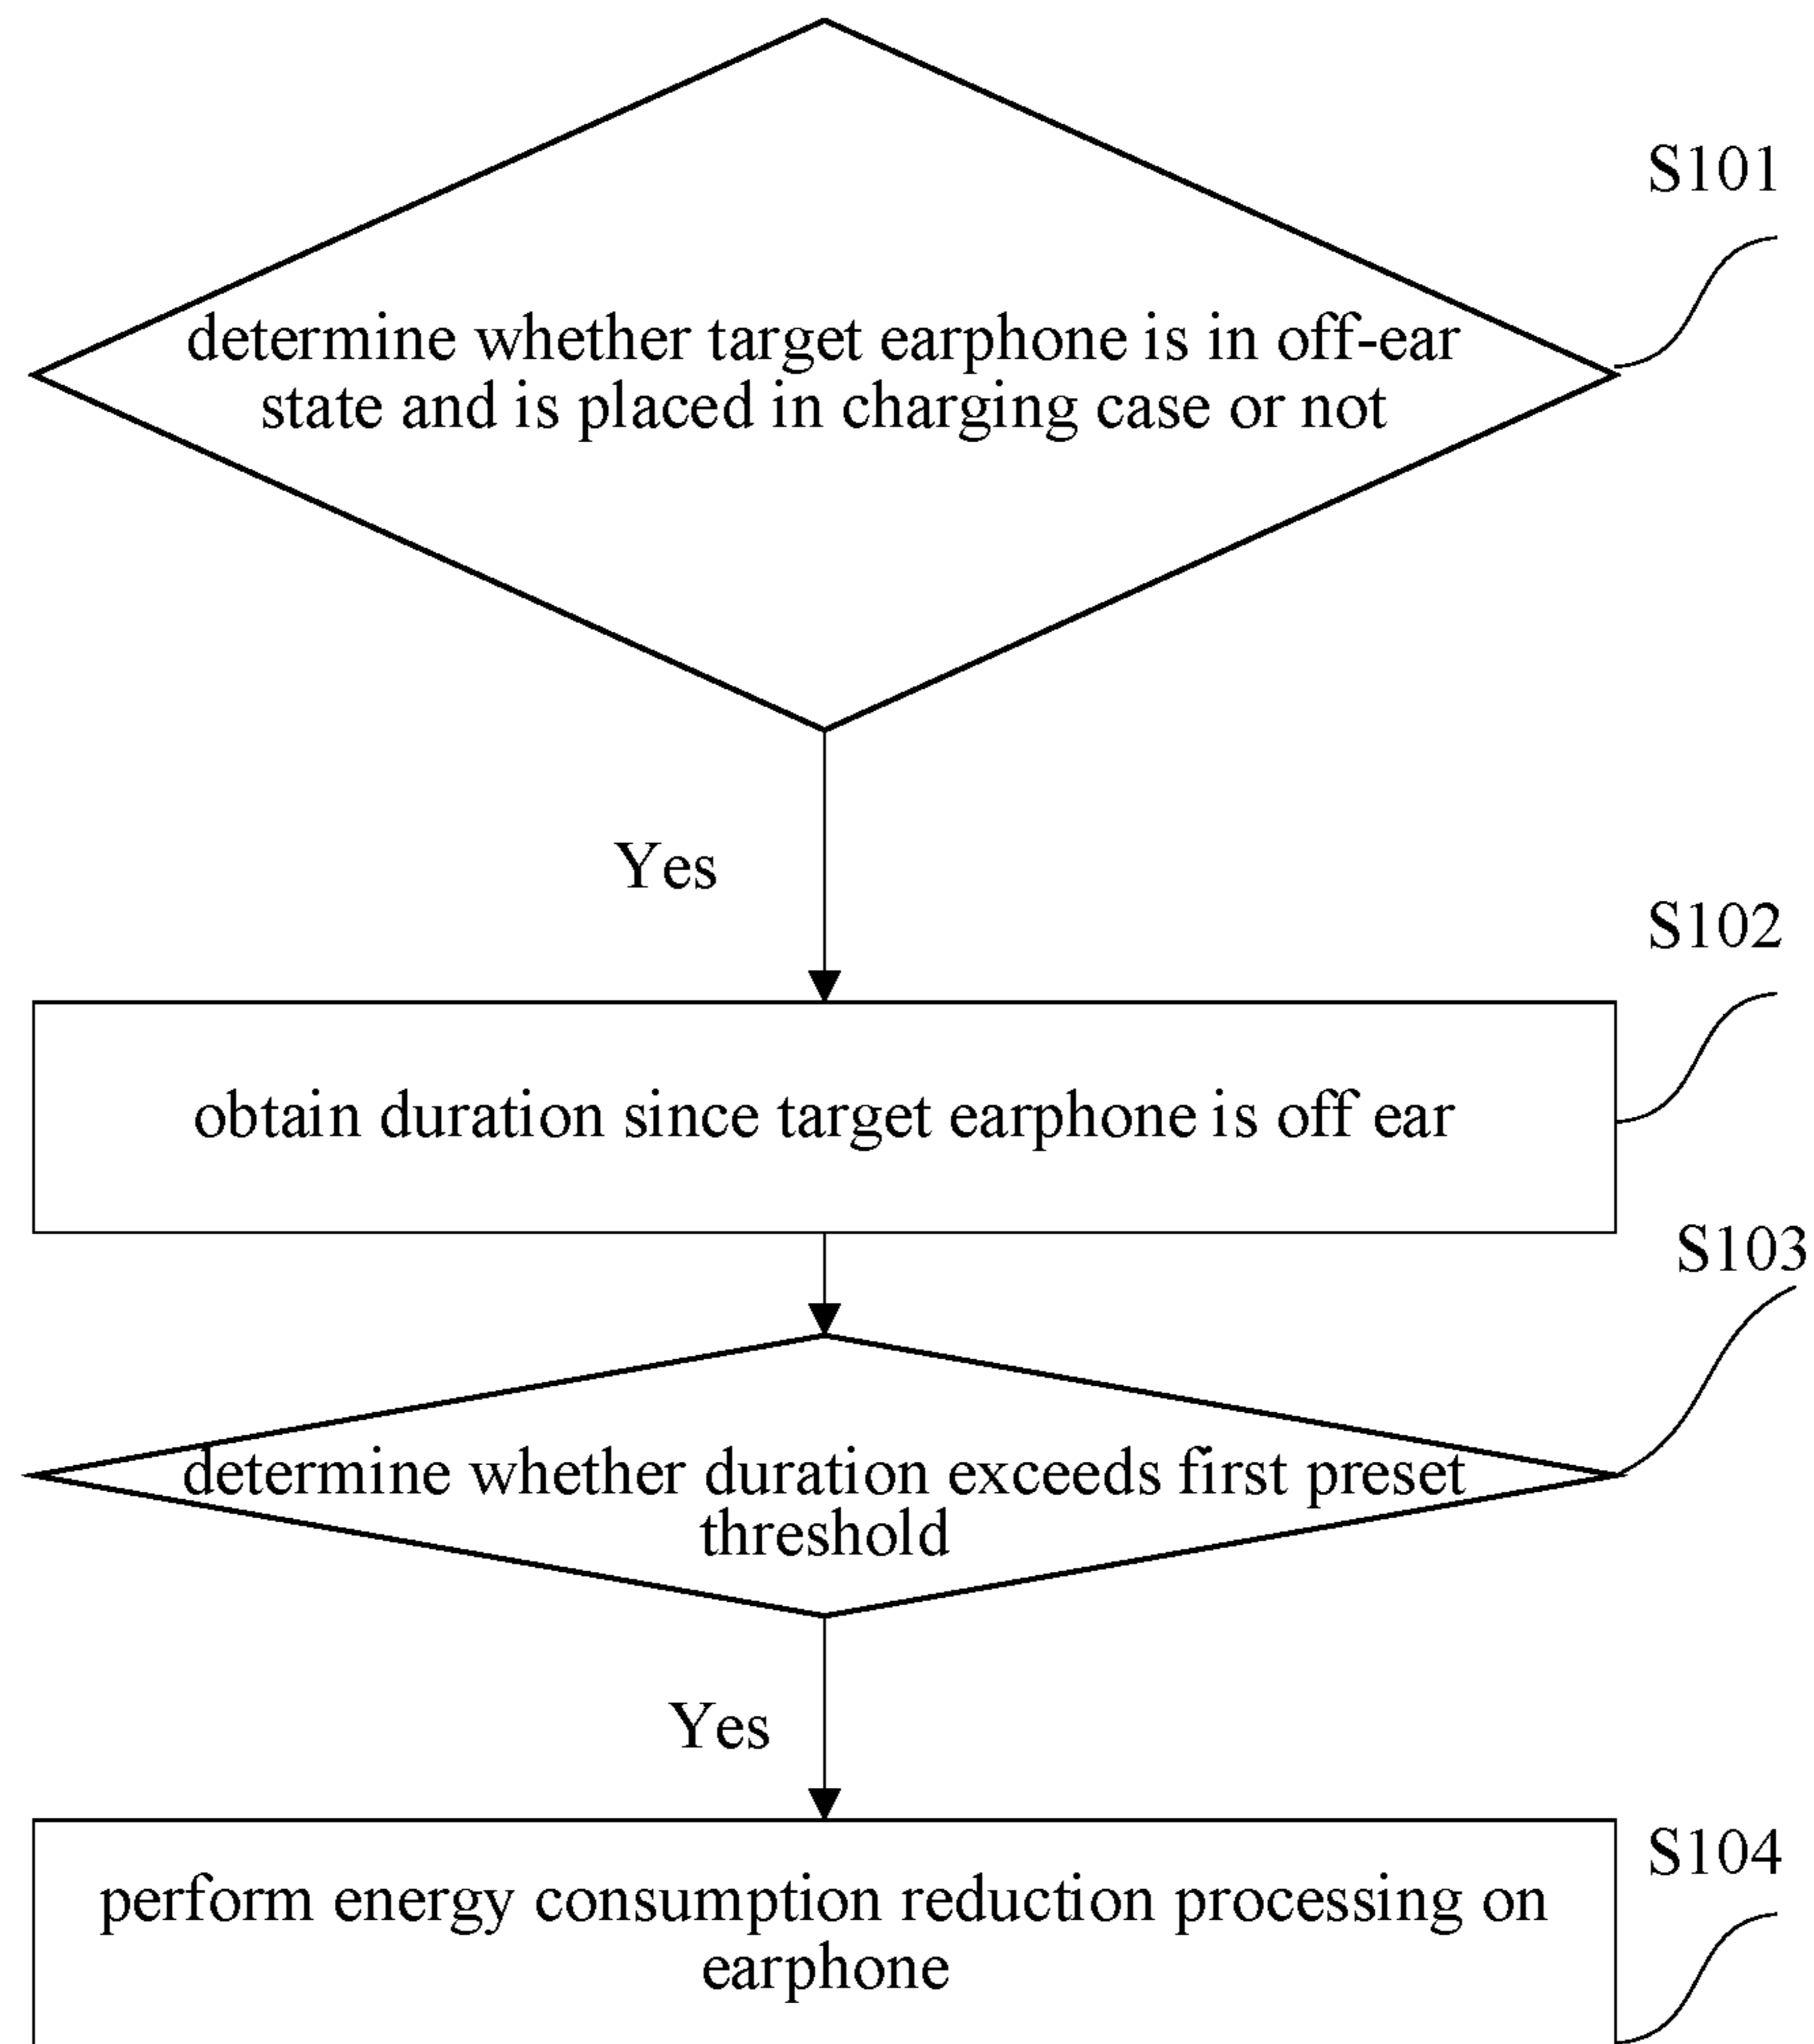 S101
determine whether target earphone is in off-ear
state and is placed in charging case or not
Yes
S102
obtain duration since target earphone is off ear
S103
determine whether duration exceeds first preset
threshold
Yes
S104
perform energy consumption reduction processing on
earphone